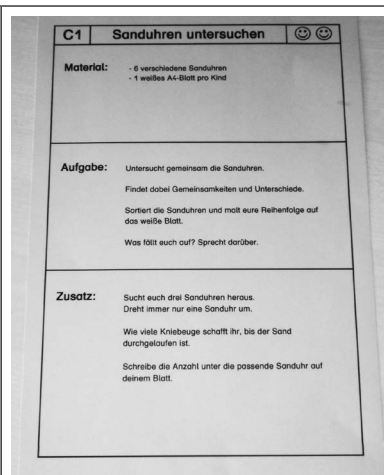 C1 Sanduhren untersuchen
Material: - 6 verschiedene Sanduhren
- 1 weißes A4-Blatt pro Kind
Aufgabe: Untersucht gemeinsam die Sanduhren.
Findet dabei Gemeinsamkeiten und Unterschiede.
Sortiert die Sanduhren und malt eure Reihenfolge auf
das weiße Blatt.
Was fällt euch auf? Sprecht darüber.
Zusatz: Sucht euch drei Sanduhren heraus.
Dreht immer nur eine Sanduhr um.
Wie viele Kniebeuge schafft ihr, bis der Sand
durchgelaufen ist.
Schreibe die Anzahl unter die passende Sanduhr auf
deinem Blatt.